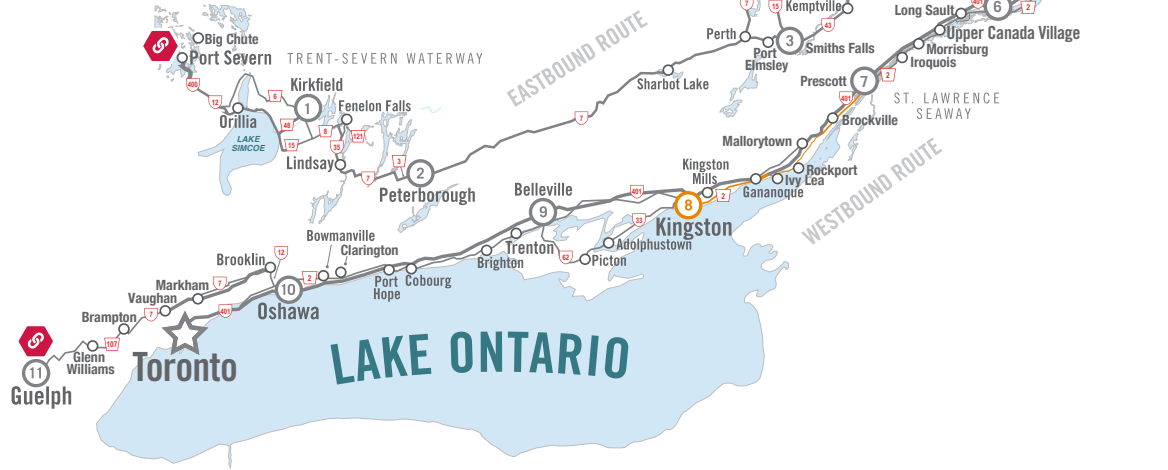 7
15
Kemptville
401
Long Sault
6
2
43
Big Chute
EASTBOUND ROUTE
Perth
3
Smiths Falls
Upper Canada Village
Port Severn
TRENT-SEVERN WATERWAY
Port
Elmsley
Morrisburg
Iroquois
400
Kirkfield
Sharbot Lake
Prescott
7
2
12
6
1
Fenelon Falls
401
ST. LAWRENCE
SEAWAY
Orillia
48
8
121
7
Brockville
LAKE
SIMCOE
15
35
Mallorytown
WESTBOUND ROUTE
Lindsay
7
3
2
Kingston
Mills
Rockport
Peterborough
Belleville
401
Ivy Lea
Gananoque
2
9
8
33
Kingston
Bowmanville
Clarington
Trenton
Adolphustown
Brooklin
12
62
Picton
Brighton
2
Port
Hope
Cobourg
Markham
7
10
Vaughan
Oshawa
Brampton
7
401
107
LAKE ONTARIO
Glenn
Williams
Toronto
11
Guelph